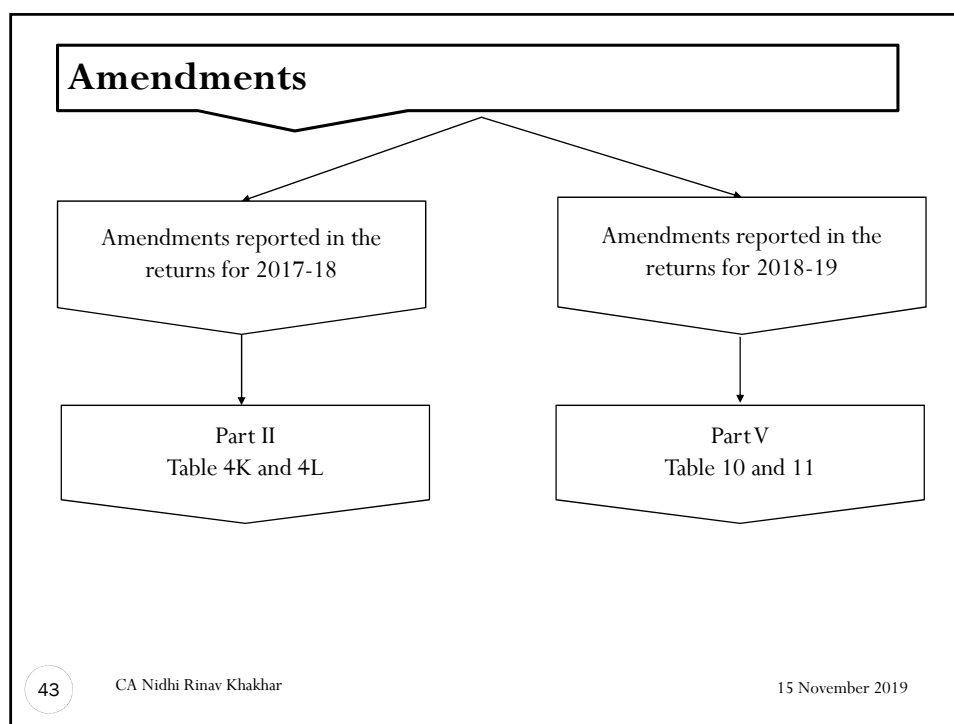 Amendments
Amendments reported in the
returns for 2017-18
Amendments reported in the
returns for 2018-19
Part II
Table 4K and 4L
Part V
Table 10 and 11
43
CA Nidhi Rinav Khakhar
15 November 2019